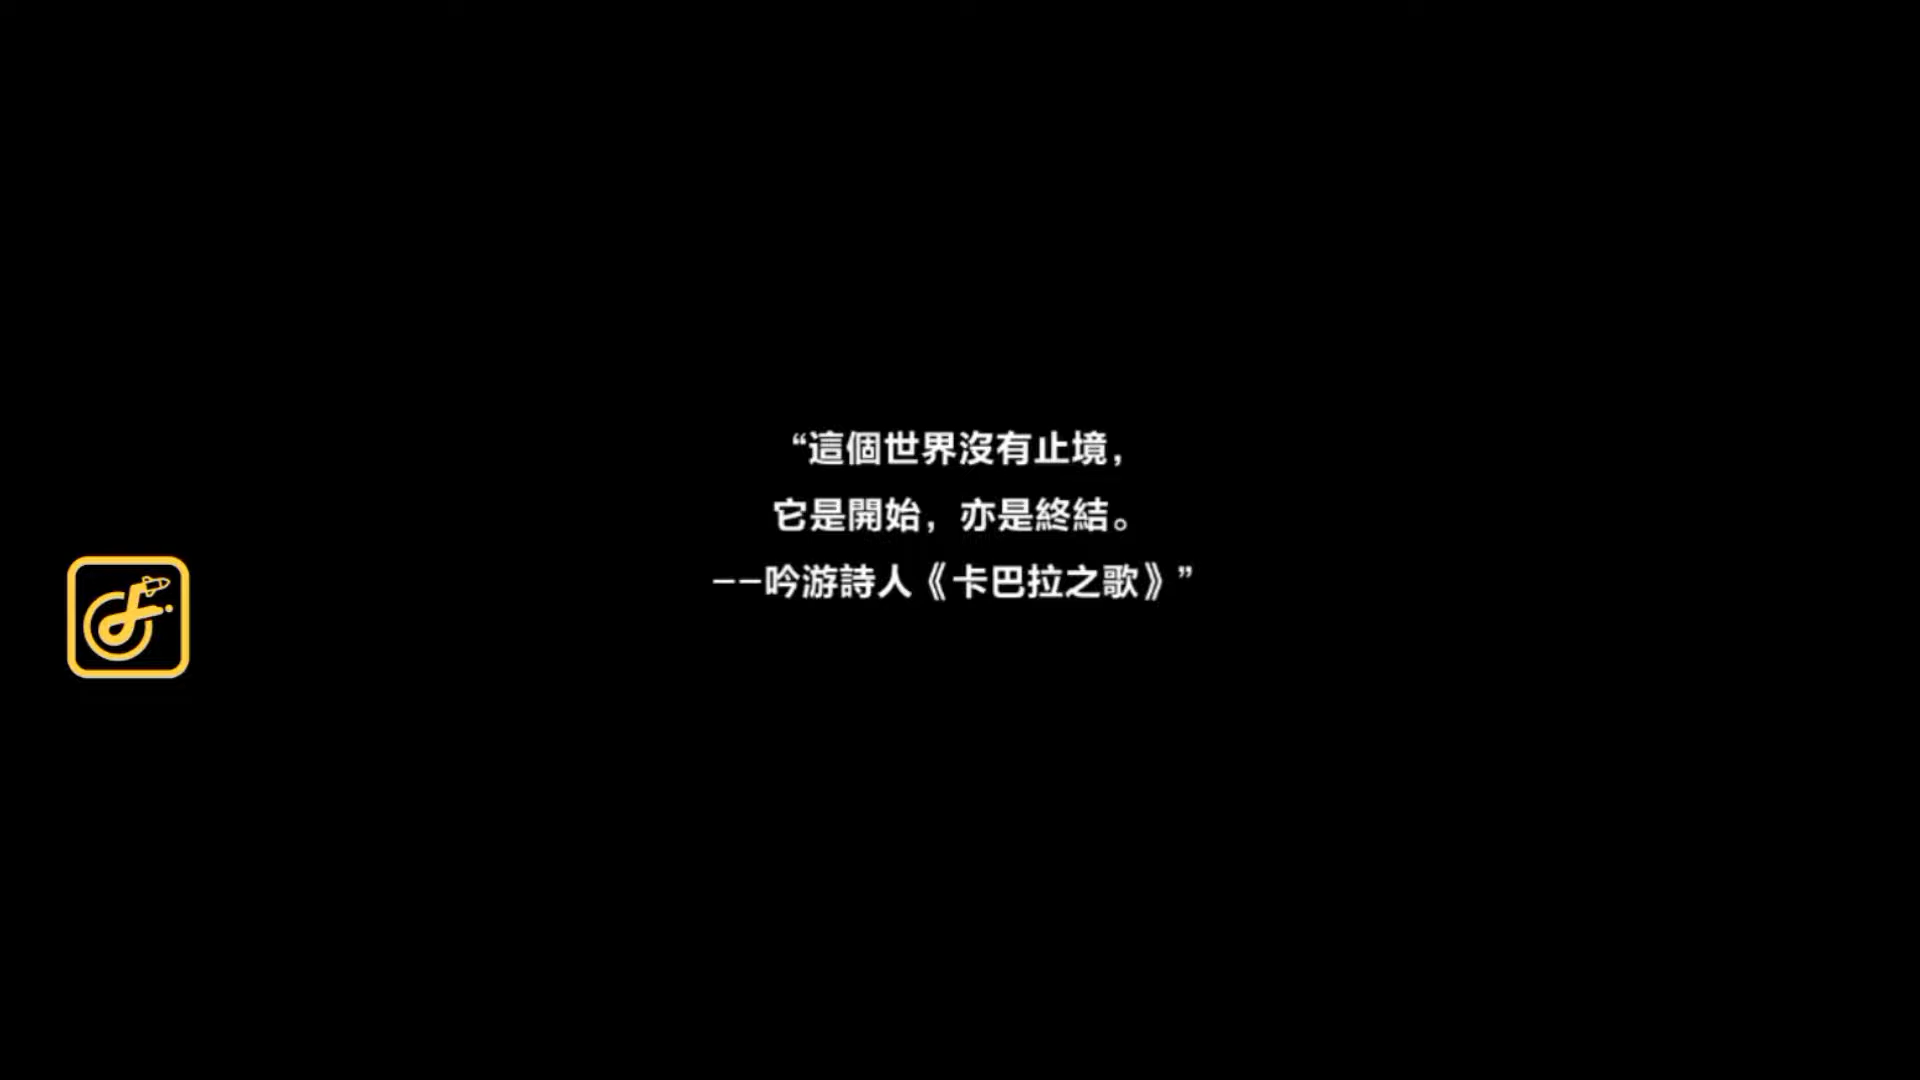 “這個世界沒有止境，
它是開始，亦是終結。
——吟游詩人《卡巴拉之歌》”